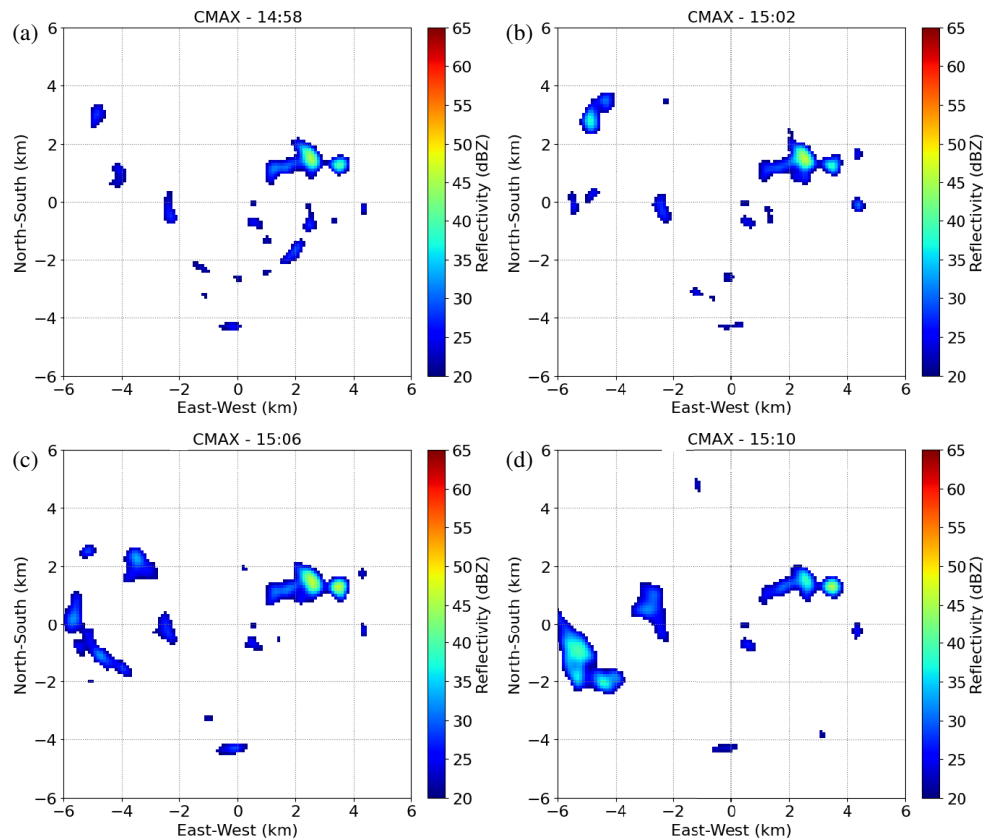 CMAX - 14:58
(a)
6
4
2
0
−2
−4
−6
North-South (km)
−6 −4 −2 0 2 4 6
East-West (km)
65
60
55
50
45
40
35
30
25
20
Reflectivity (dBZ)
CMAX - 15:02
(b)
6
4
2
0
−2
−4
−6
North-South (km)
−6 −4 −2 0 2 4 6
East-West (km)
65
60
55
50
45
40
35
30
25
20
Reflectivity (dBZ)
CMAX - 15:06
(c)
6
4
2
0
−2
−4
−6
North-South (km)
−6 −4 −2 0 2 4 6
East-West (km)
65
60
55
50
45
40
35
30
25
20
Reflectivity (dBZ)
CMAX - 15:10
(d)
6
4
2
0
−2
−4
−6
North-South (km)
−6 −4 −2 0 2 4 6
East-West (km)
65
60
55
50
45
40
35
30
25
20
Reflectivity (dBZ)